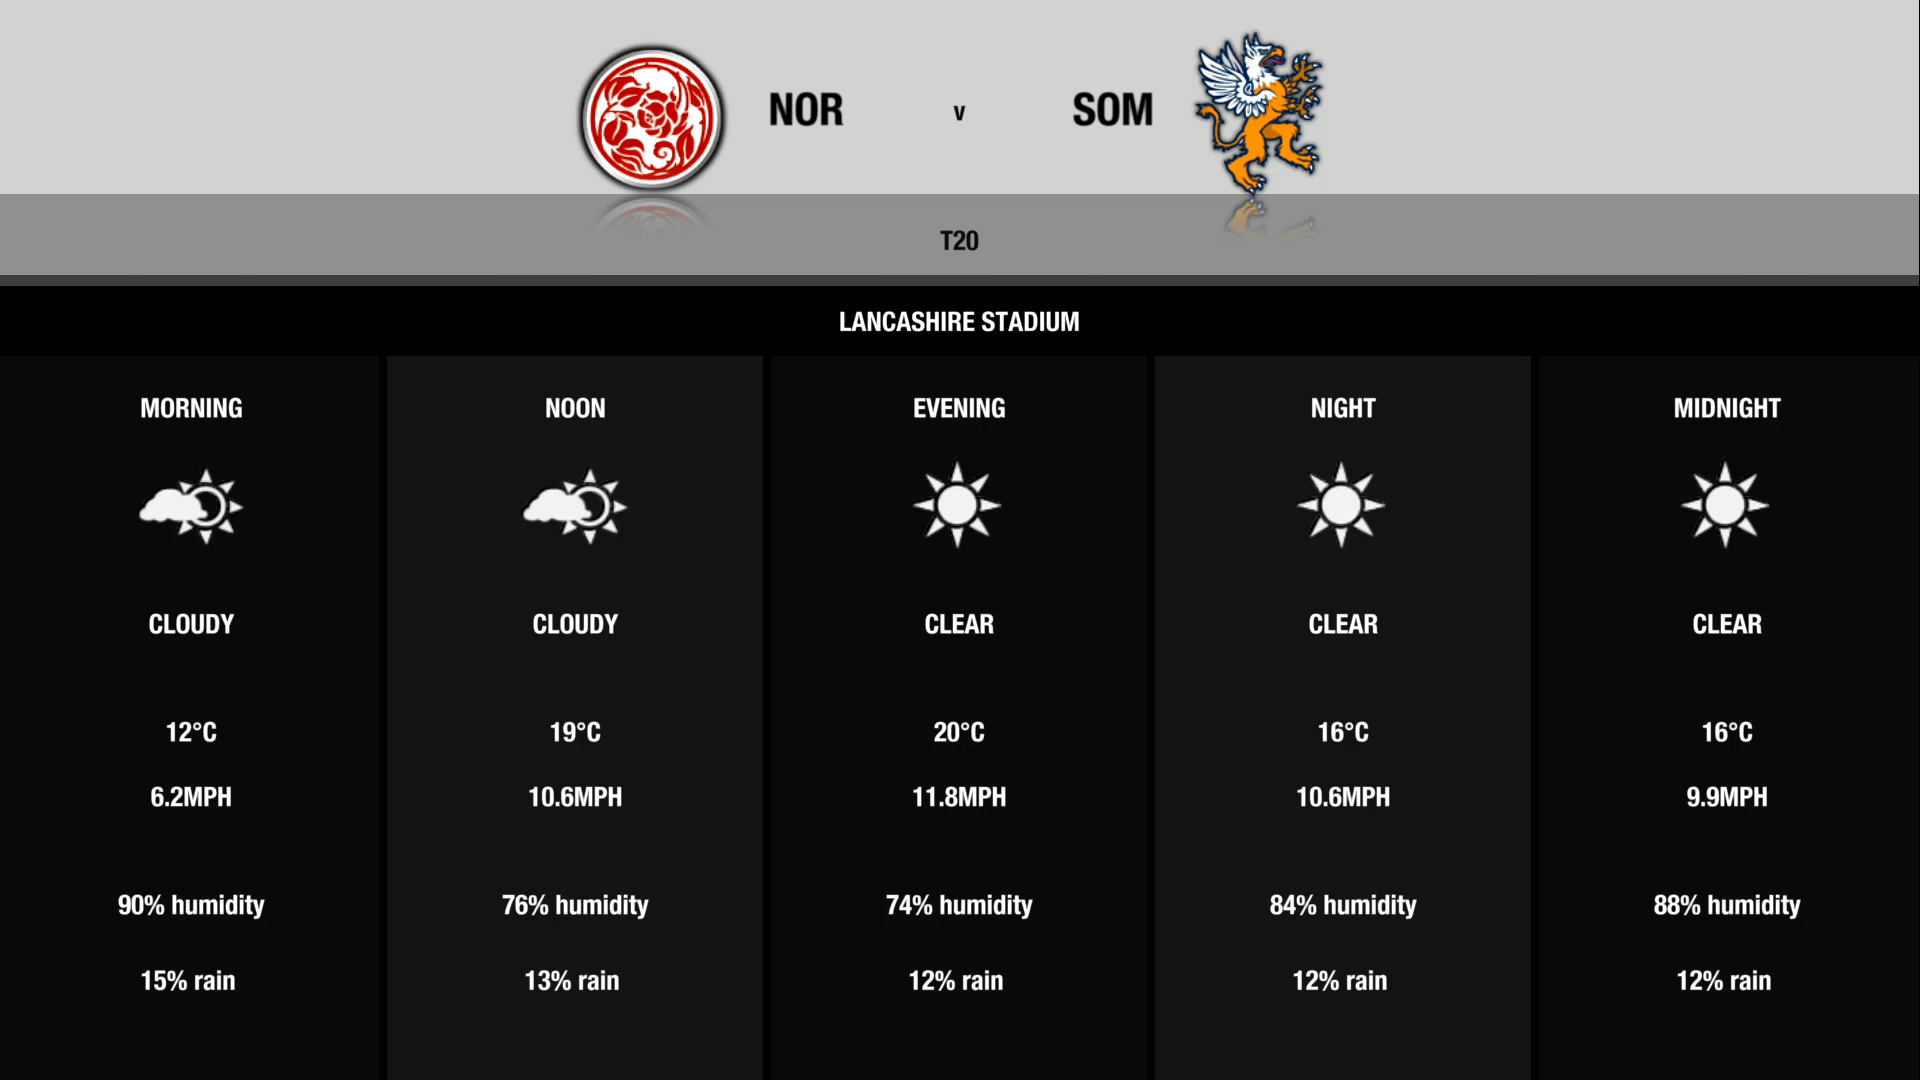 NOR v SOM
T20
LANCASHIRE STADIUM
MORNING NOON EVENING NIGHT MIDNIGHT
CLOUDY CLOUDY CLEAR CLEAR CLEAR
12°C 19°C 20°C 16°C 16°C
6.2MPH 10.6MPH 11.8MPH 10.6MPH 9.9MPH
90% humidity 76% humidity 74% humidity 84% humidity 88% humidity
15% rain 13% rain 12% rain 12% rain 12% rain